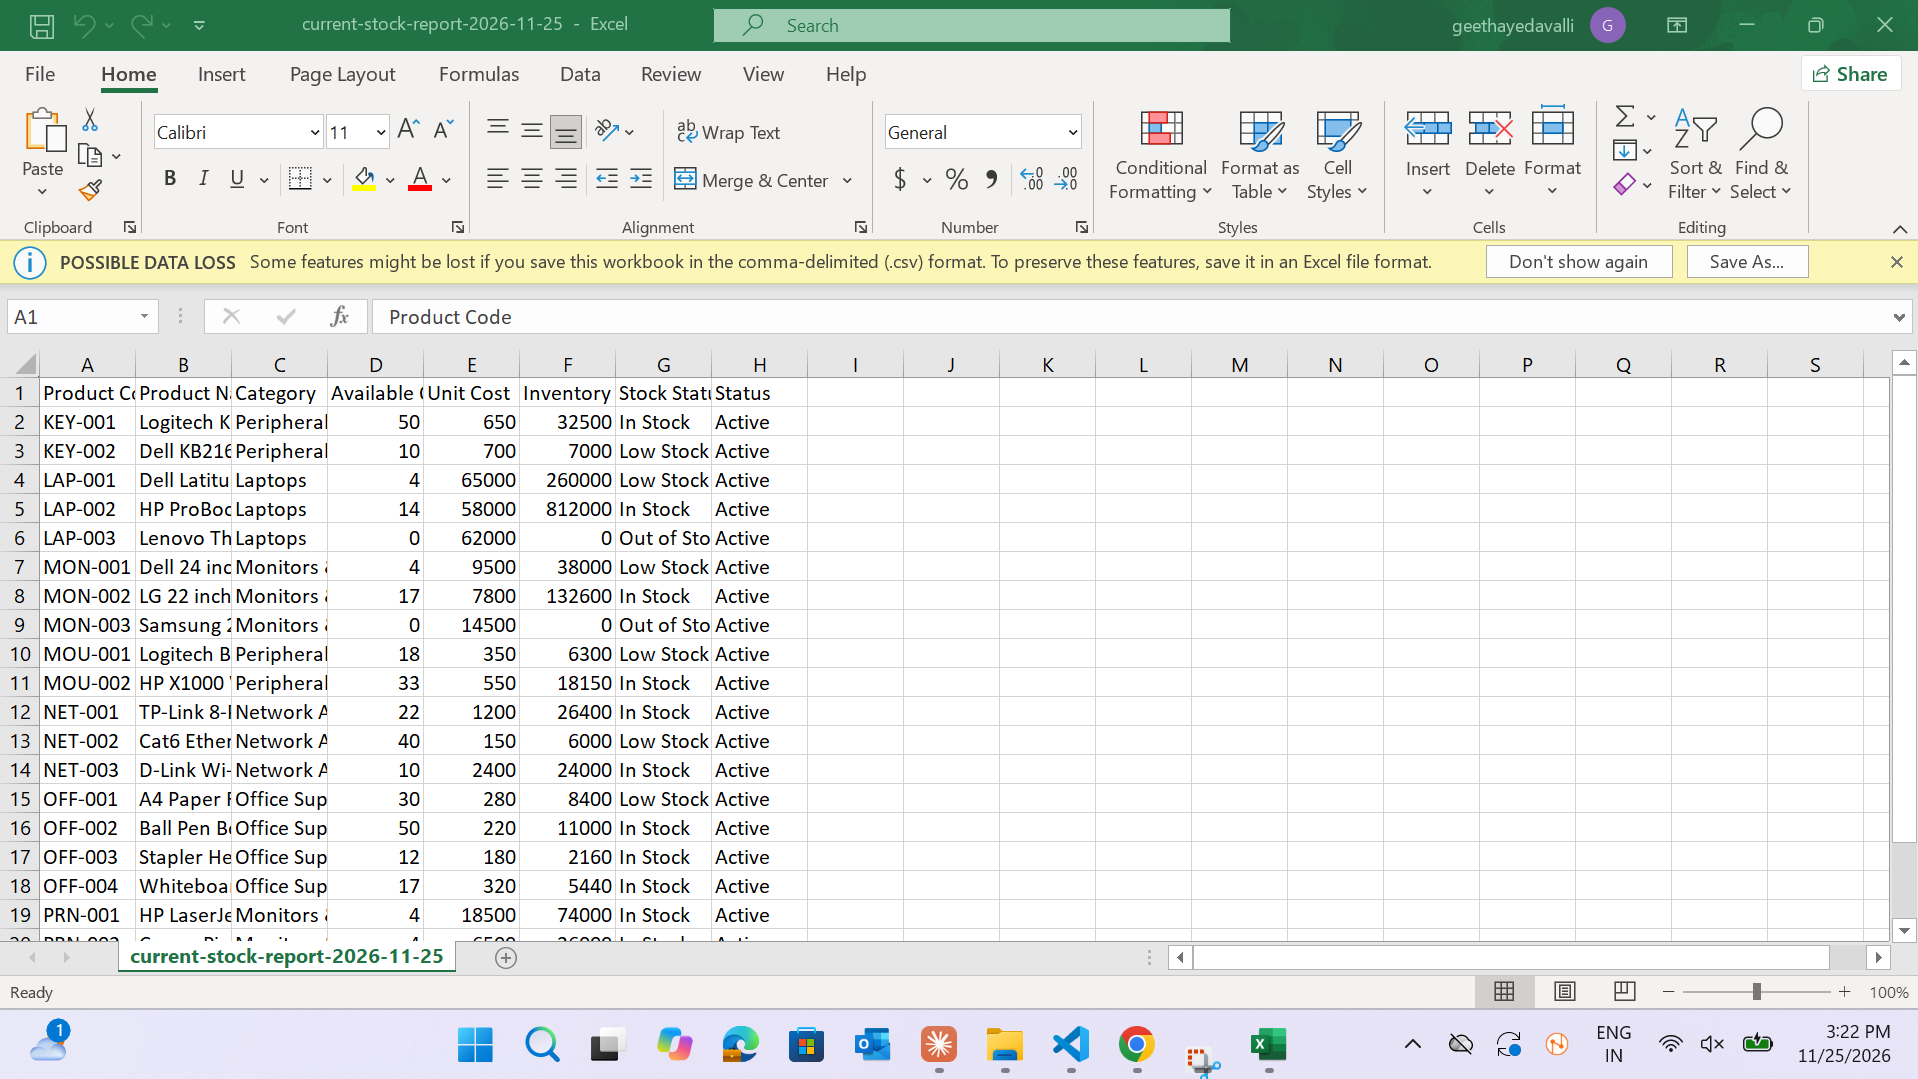 current-stock-report-2026-11-25 - Excel
Search
geethayedavalli
G
File Home Insert Page Layout Formulas Data Review View Help
Share
Paste
Calibri 11
B I U
Wrap Text
Merge & Center
General
$ %
Conditional Formatting
Format as Table
Cell Styles
Insert Delete Format
Sort & Filter
Find & Select
Clipboard Font Alignment Number Styles Cells Editing
POSSIBLE DATA LOSS Some features might be lost if you save this workbook in the comma-delimited (.csv) format. To preserve these features, save it in an Excel file format.
Don't show again
Save As...
A1
fx
Product Code
A B C D E F G H I J K L M N O P Q R S
1 Product Co Product Na Category Available Q Unit Cost Inventory Stock Statu Status
2 KEY-001 Logitech K Peripheral 50 650 32500 In Stock Active
3 KEY-002 Dell KB216 Peripheral 10 700 7000 Low Stock Active
4 LAP-001 Dell Latitu Laptops 4 65000 260000 Low Stock Active
5 LAP-002 HP ProBoo Laptops 14 58000 812000 In Stock Active
6 LAP-003 Lenovo Th Laptops 0 62000 0 Out of Sto Active
7 MON-001 Dell 24 inc Monitors & 4 9500 38000 Low Stock Active
8 MON-002 LG 22 inch Monitors & 17 7800 132600 In Stock Active
9 MON-003 Samsung 2 Monitors & 0 14500 0 Out of Sto Active
10 MOU-001 Logitech B Peripheral 18 350 6300 Low Stock Active
11 MOU-002 HP X1000 Peripheral 33 550 18150 In Stock Active
12 NET-001 TP-Link 8-P Network A 22 1200 26400 In Stock Active
13 NET-002 Cat6 Ether Network A 40 150 6000 Low Stock Active
14 NET-003 D-Link Wi- Network A 10 2400 24000 In Stock Active
15 OFF-001 A4 Paper Office Sup 30 280 8400 Low Stock Active
16 OFF-002 Ball Pen Bo Office Sup 50 220 11000 In Stock Active
17 OFF-003 Stapler He Office Sup 12 180 2160 In Stock Active
18 OFF-004 Whiteboa Office Sup 17 320 5440 In Stock Active
19 PRN-001 HP LaserJe Monitors & 4 18500 74000 In Stock Active
current-stock-report-2026-11-25
Ready
100%
1
ENG
IN
3:22 PM
11/25/2026